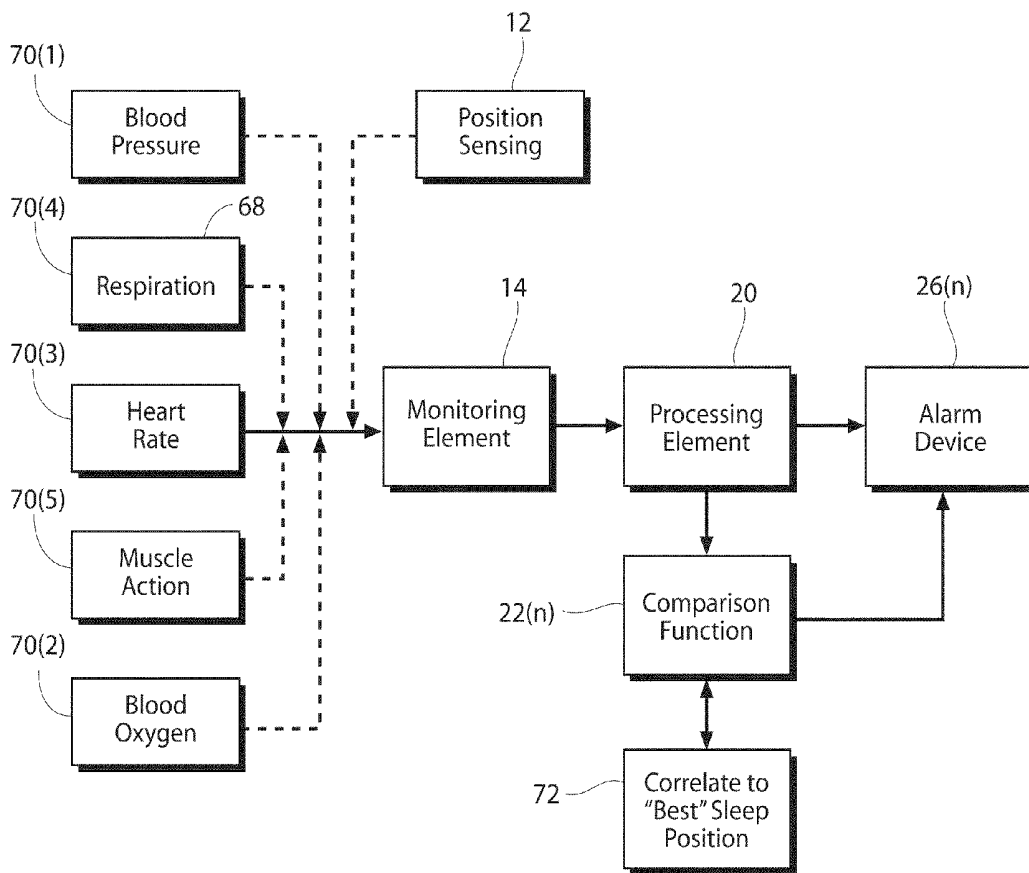 12
70(1)
Blood
Pressure
Position
Sensing
70(4)
68
Respiration
14
20
26(n)
70(3)
Heart
Rate
Monitoring
Element
Processing
Element
Alarm
Device
70(5)
Muscle
Action
22(n)
Comparison
Function
70(2)
Blood
Oxygen
72
Correlate to
“Best” Sleep
Position